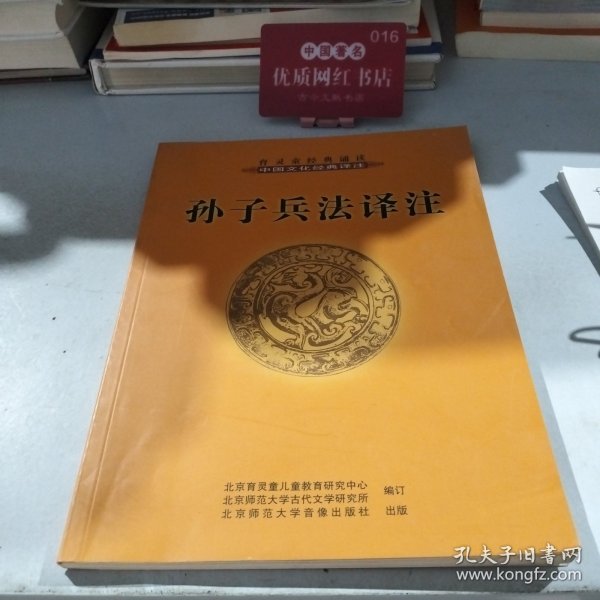 016
中国著名
优质网红书店
育灵童经典诵读
中国文化经典译注
孙子兵法译注
北京育灵童儿童教育研究中心
北京师范大学古代文学研究所
编订
北京师范大学音像出版社 出版
孔夫子旧书网
www.kongfz.com